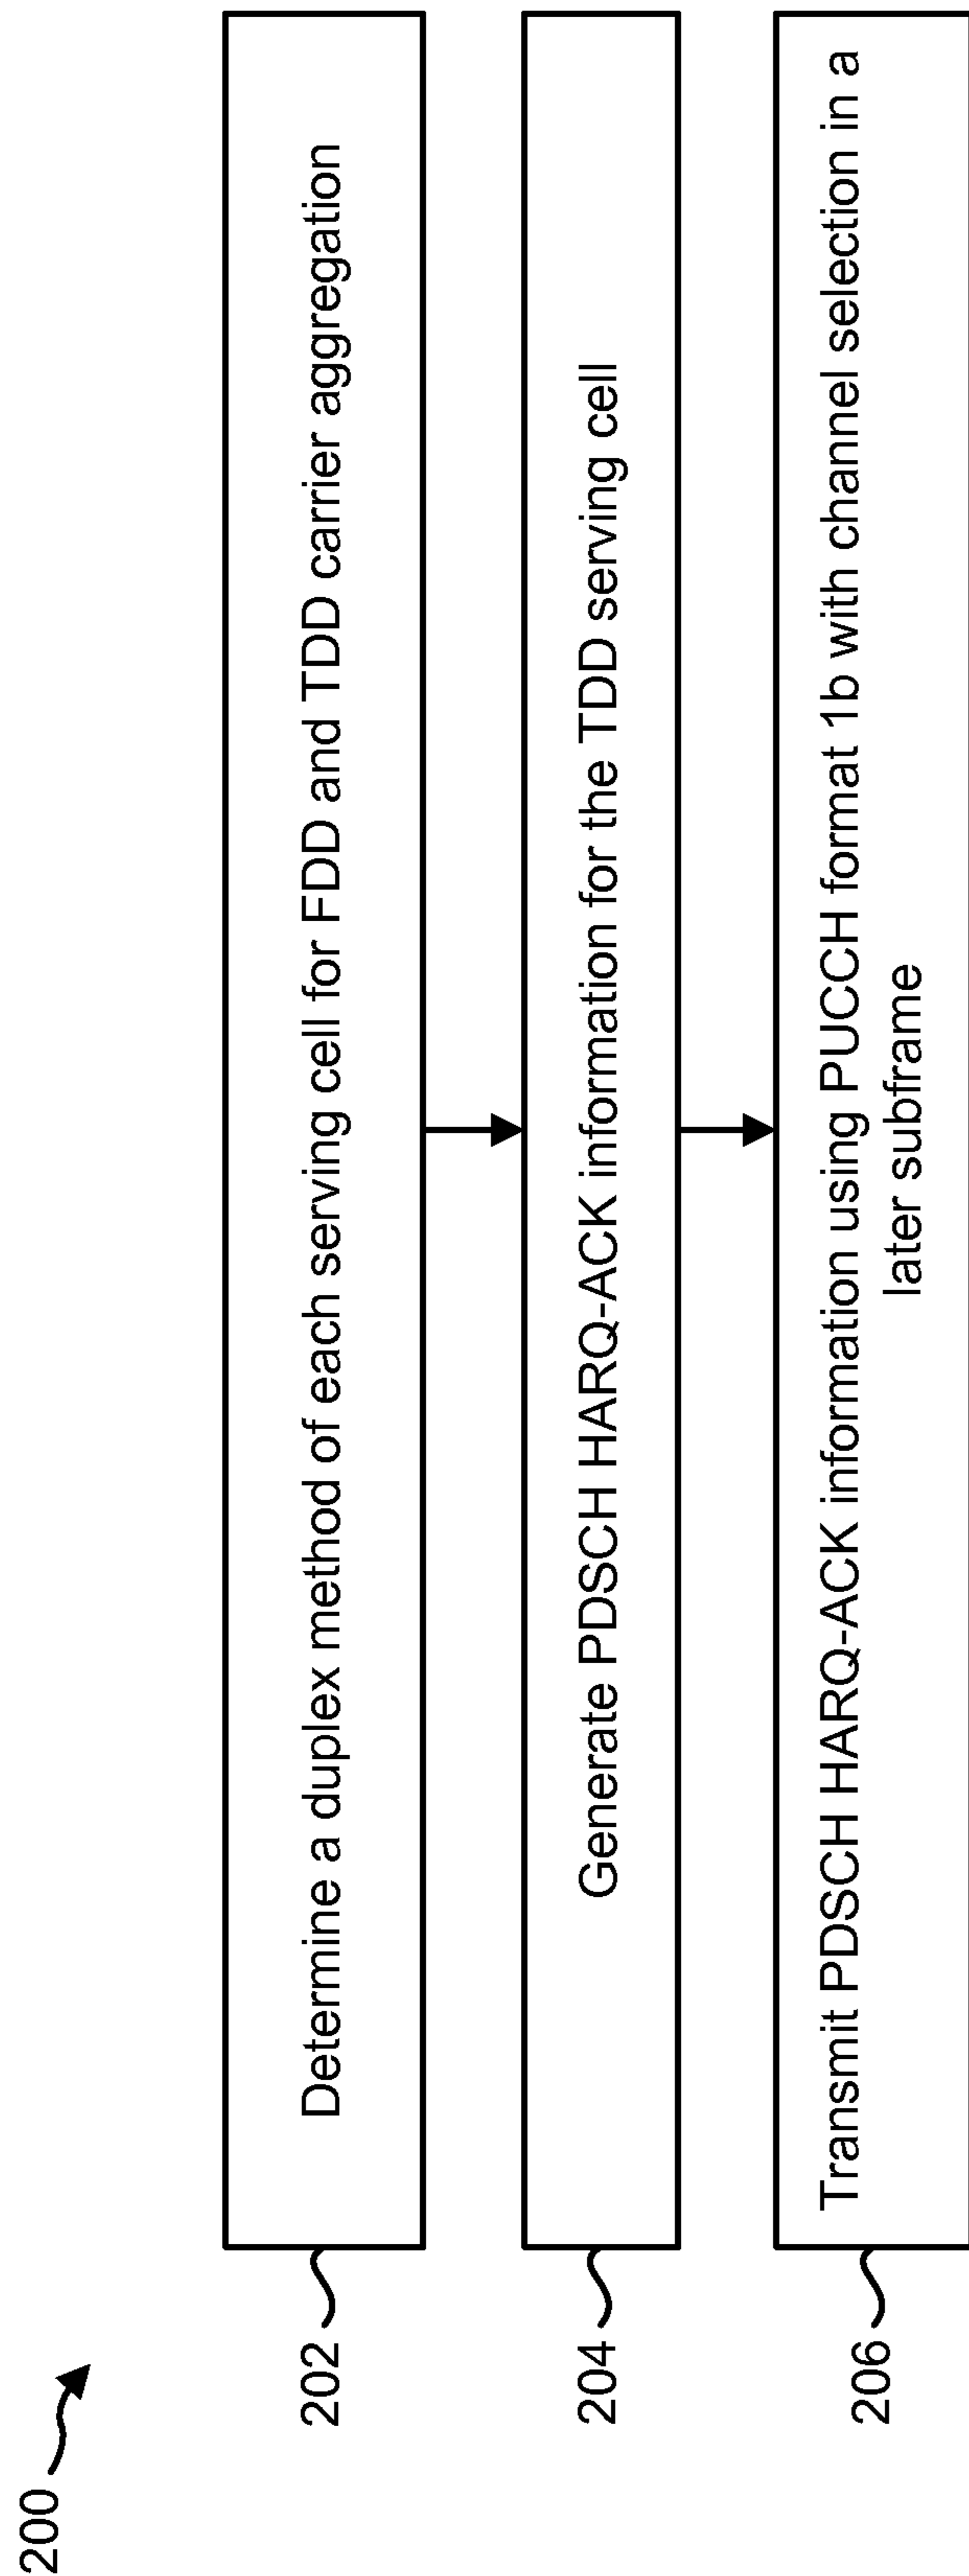 200
202
Determine a duplex method of each serving cell for FDD and TDD carrier aggregation
204
Generate PDSCH HARQ-ACK information for the TDD serving cell
206
Transmit PDSCH HARQ-ACK information using PUCCH format 1b with channel selection in a
later subframe